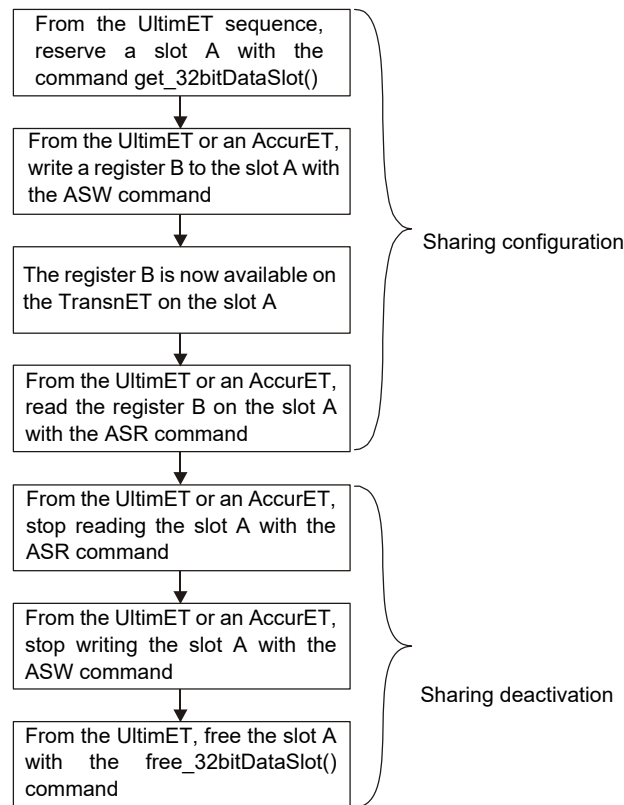 From the UltimET sequence,
reserve a slot A with the
command get_32bitDataSlot()
From the UltimET or an AccurET,
write a register B to the slot A with
the ASW command
Sharing configuration
The register B is now available on
the TransnET on the slot A
From the UltimET or an AccurET,
read the register B on the slot A
with the ASR command
From the UltimET or an AccurET,
stop reading the slot A with the
ASR command
From the UltimET or an AccurET,
stop writing the slot A with the
ASW command
Sharing deactivation
From the UltimET, free the slot A
with the free_32bitDataSlot()
command